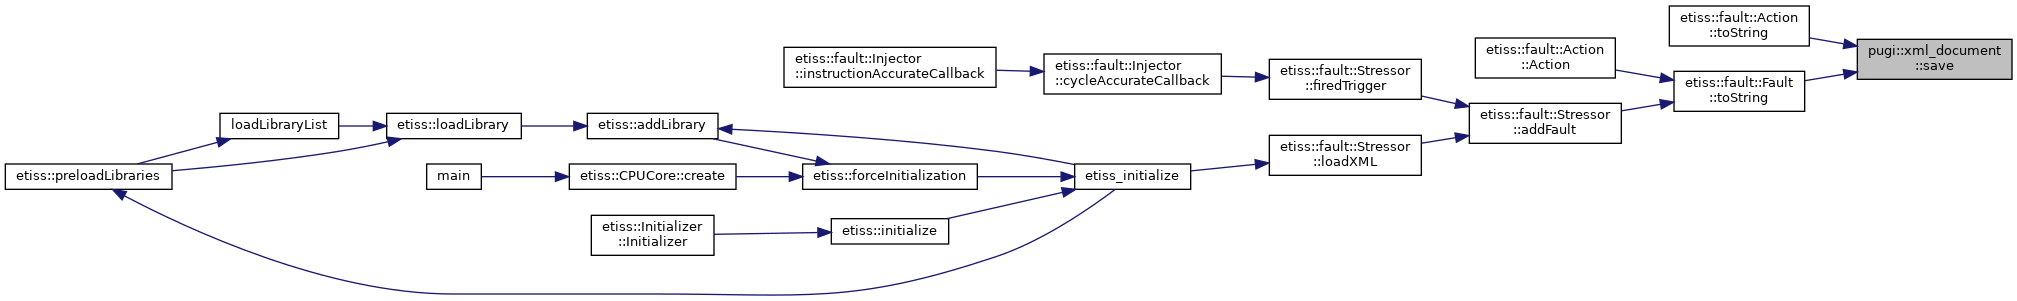 etiss::fault::Action
::toString
pugi::xml_document
::save
etiss::fault::Action
::Action
etiss::fault::Injector
::instructionAccurateCallback
etiss::fault::Injector
::cycleAccurateCallback
etiss::fault::Stressor
::firedTrigger
etiss::fault::Fault
::toString
etiss::fault::Stressor
::addFault
loadLibraryList
etiss::loadLibrary
etiss::addLibrary
etiss::fault::Stressor
::loadXML
etiss::preloadLibraries
main
etiss::CPUCore::create
etiss::forceInitialization
etiss_initialize
etiss::Initializer
::Initializer
etiss::initialize